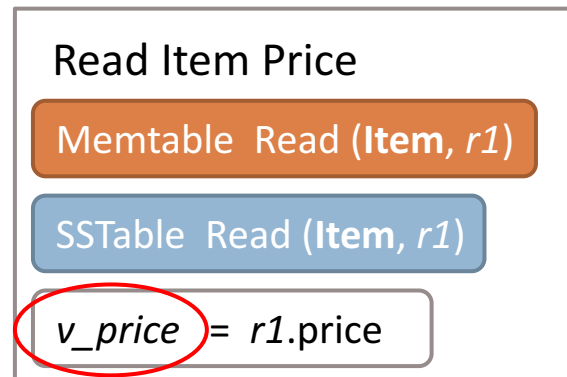 Read Item Price
Memtable Read (Item, r1)
SSTable Read (Item, r1)
v_price = r1.price